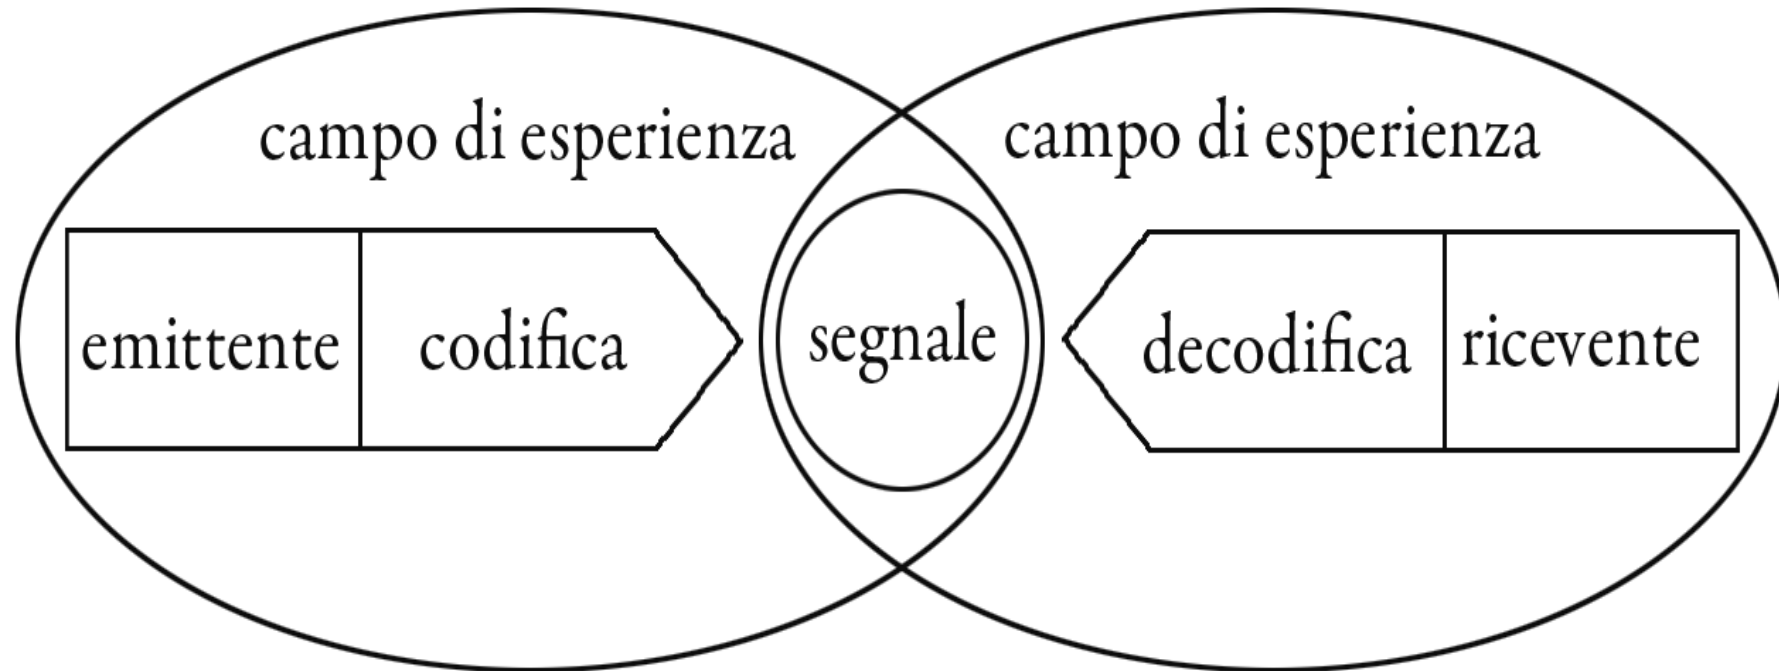 campo di esperienza
campo di esperienza
emittente
codifica
segnale
decodifica
ricevente